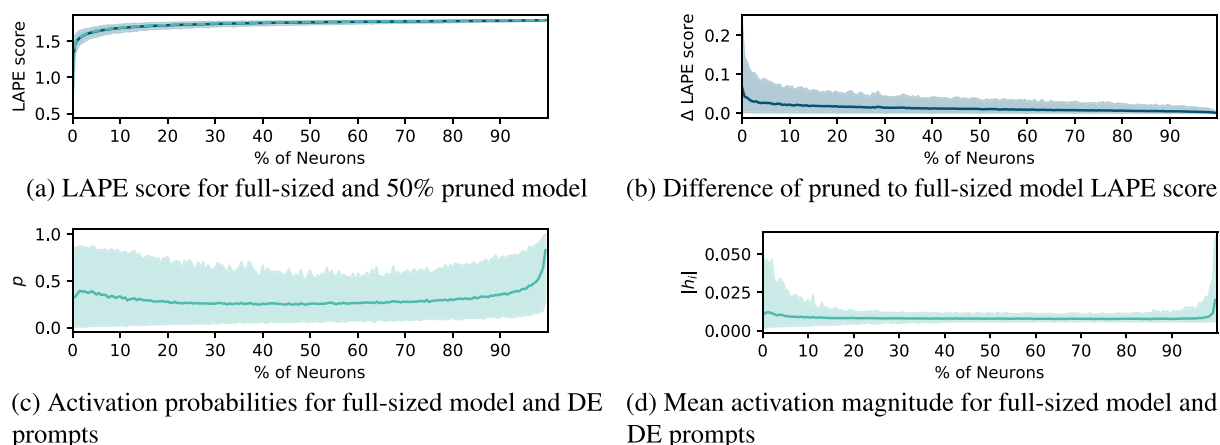 LAPE score
1.5
1.0
0.5
0 10 20 30 40 50 60 70 80 90
% of Neurons
(a) LAPE score for full-sized and 50% pruned model
Δ LAPE score
0.2
0.1
0.0
0 10 20 30 40 50 60 70 80 90
% of Neurons
(b) Difference of pruned to full-sized model LAPE score
p
1.0
0.5
0.0
0 10 20 30 40 50 60 70 80 90
% of Neurons
(c) Activation probabilities for full-sized model and DE
prompts
|hᵢ|
0.050
0.025
0.000
0 10 20 30 40 50 60 70 80 90
% of Neurons
(d) Mean activation magnitude for full-sized model and
DE prompts